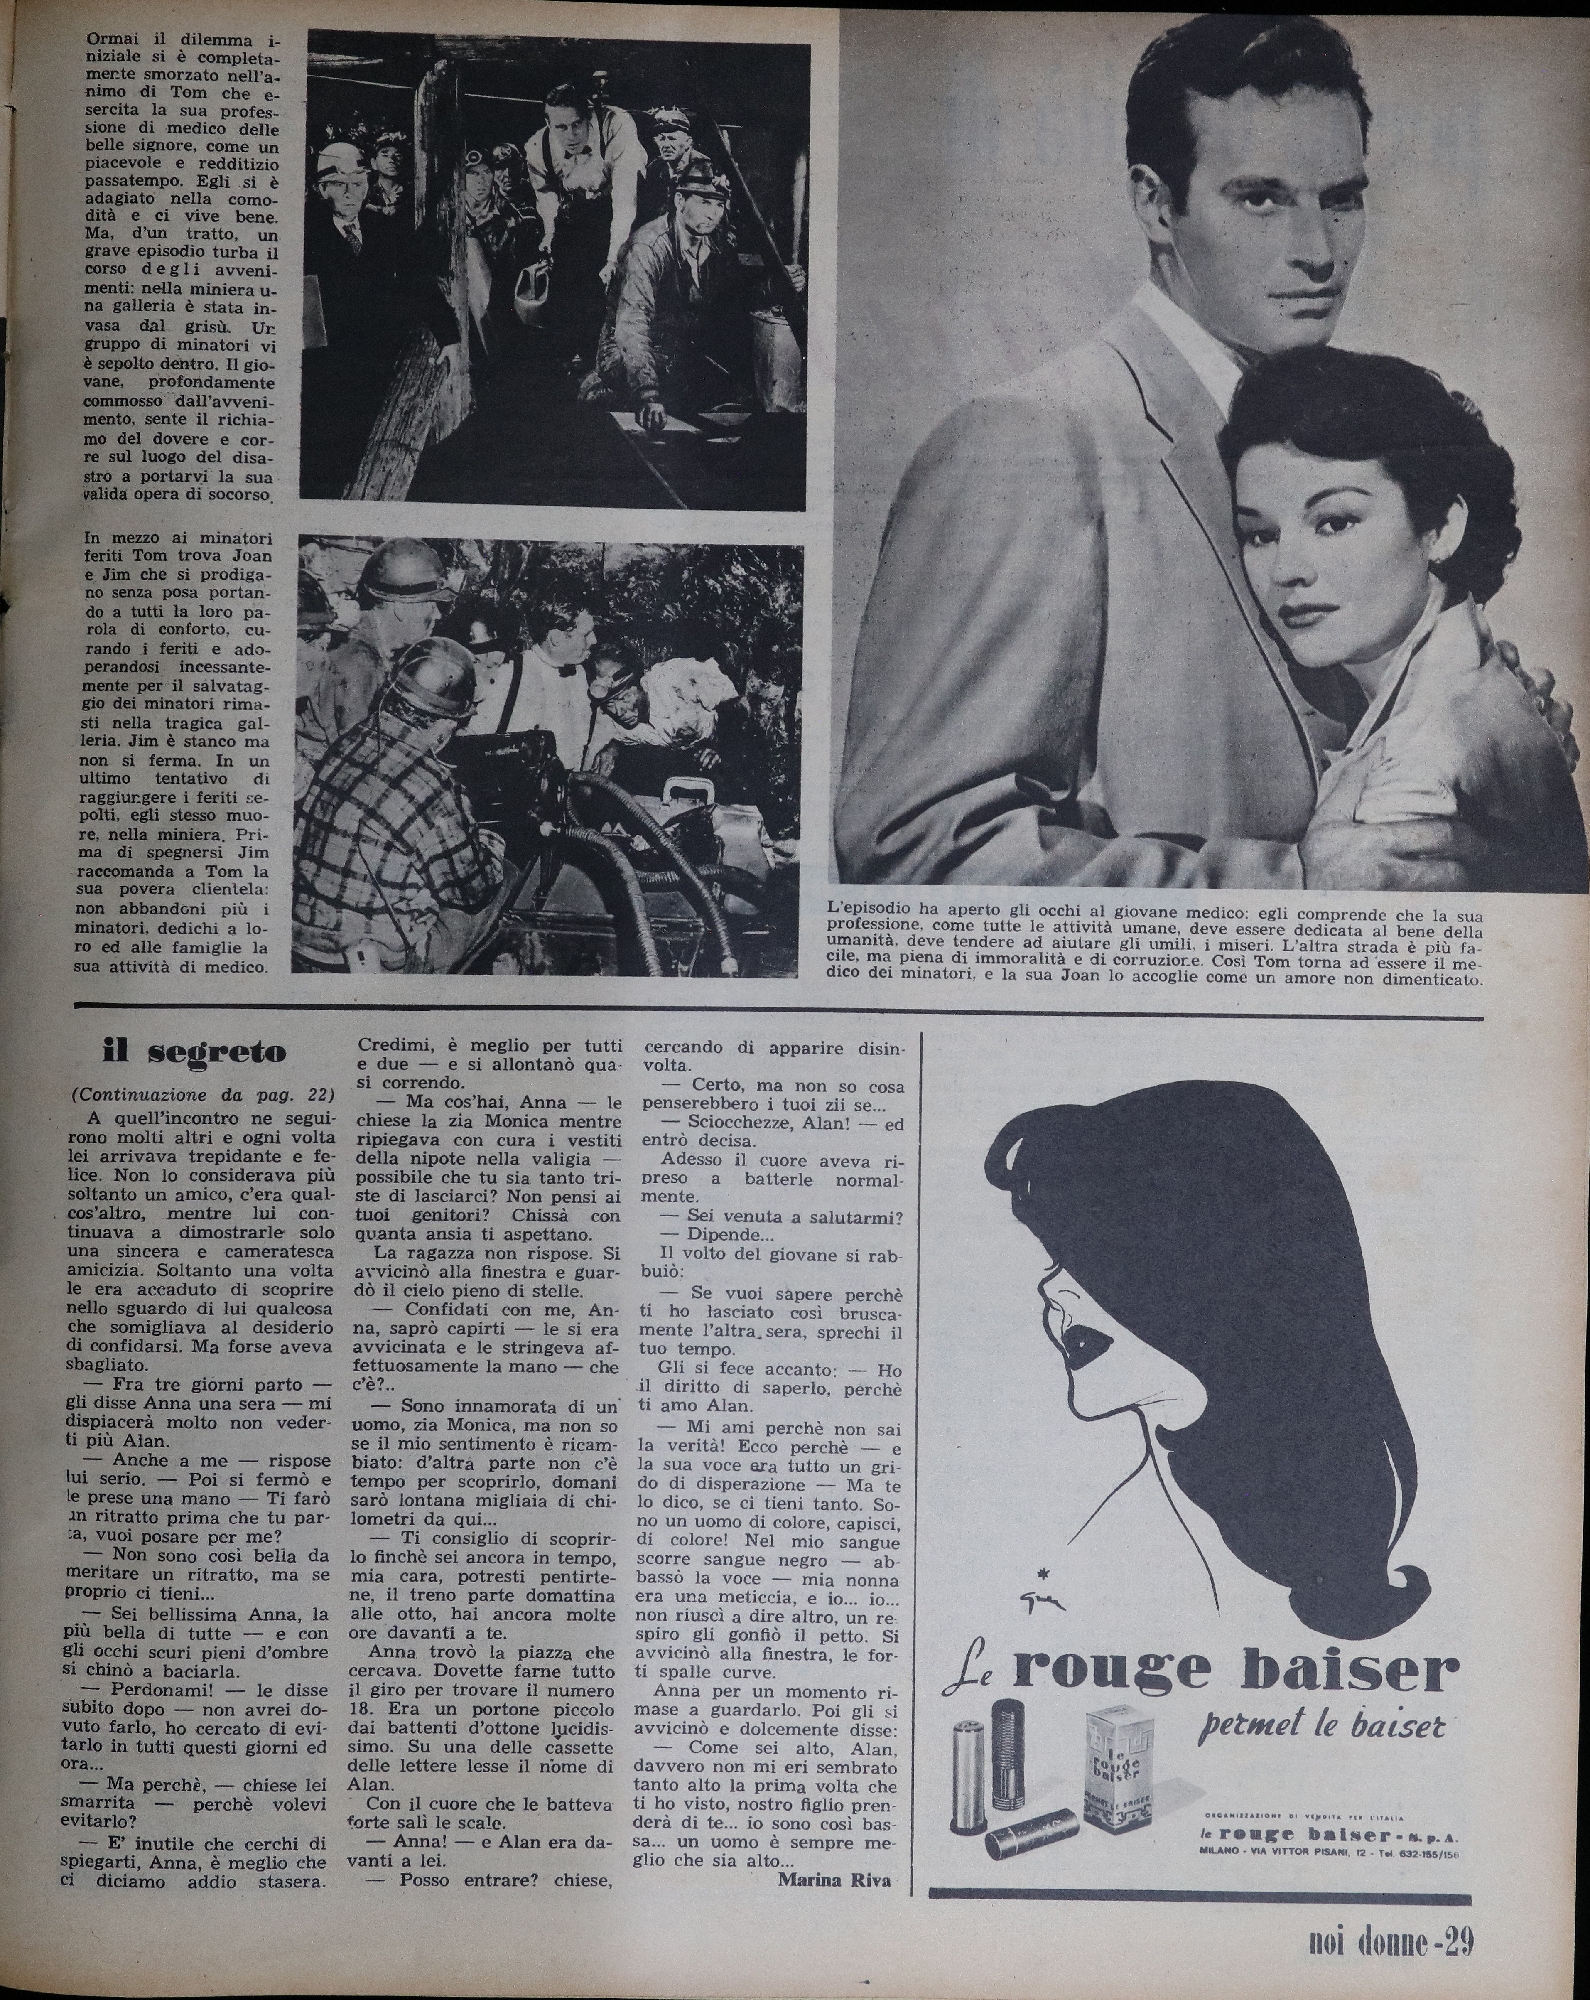 Ormai il dilemma i-
niziale si è completa-
mente smorzato nell'a-
nimo di Tom che e-
sercita la sua profes-
sione di medico delle
belle signore, come un
piacevole e redditizio
passatempo. Egli si è
adagiato nella como-
dità e ci vive bene.
Ma, d'un tratto, un
grave episodio turba il
corso degli avveni-
menti: nella miniera u-
na galleria è stata in-
vasa dal grisù. Un
gruppo di minatori vi
è sepolto dentro. Il gio-
vane, profondamente
commosso dall'avveni-
mento, sente il richia-
mo del dovere e cor-
re sul luogo del disa-
stro a portarvi la sua
valida opera di socorso.
In mezzo ai minatori
feriti Tom trova Joan
e Jim che si prodiga-
no senza posa portan-
do a tutti la loro pa-
rola di conforto, cu-
rando i feriti e ado-
perandosi incessante-
mente per il salvatag-
gio dei minatori rima-
sti nella tragica gal-
leria. Jim è stanco ma
non si ferma. In un
ultimo tentativo di
raggiungere i feriti se-
polti, egli stesso muo-
re, nella miniera. Pri-
ma di spegnersi Jim
raccomanda a Tom la
sua povera clientela:
non abbandoni più i
minatori, dedichi a lo-
ro ed alle famiglie la
sua attività di medico.
L'episodio ha aperto gli occhi al giovane medico: egli comprende che la sua
professione, come tutte le attività umane, deve essere dedicata al bene della
umanità, deve tendere ad aiutare gli umili, i miseri. L'altra strada è più fa-
cile, ma piena di immoralità e di corruzione. Così Tom torna ad essere il me-
dico dei minatori, e la sua Joan lo accoglie come un amore non dimenticato.
il segreto
(Continuazione da pag. 22)
A quell'incontro ne segui-
rono molti altri e ogni volta
lei arrivava trepidante e fe-
lice. Non lo considerava più
soltanto un amico, c'era qual-
cos'altro, mentre lui con-
tinuava a dimostrarle solo
una sincera e cameratesca
amicizia. Soltanto una volta
le era accaduto di scoprire
nello sguardo di lui qualcosa
che somigliava al desiderio
di confidarsi. Ma forse aveva
sbagliato.
— Fra tre giorni parto —
gli disse Anna una sera — mi
dispiacerà molto non veder-
ti più Alan.
— Anche a me — rispose
lui serio. — Poi si fermò e
le prese una mano — Ti farò
un ritratto prima che tu par-
ta, vuoi posare per me?
— Non sono così bella da
meritare un ritratto, ma se
proprio ci tieni...
— Sei bellissima Anna, la
più bella di tutte — e con
gli occhi scuri pieni d'ombre
si chinò a baciarla.
— Perdonami! — le disse
subito dopo — non avrei do-
vuto farlo, ho cercato di evi-
tarlo in tutti questi giorni ed
ora...
— Ma perchè, — chiese lei
smarrita — perchè volevi
evitarlo?
— E' inutile che cerchi di
spiegarti, Anna, è meglio che
ci diciamo addio stasera.
Credimi, è meglio per tutti
e due — e si allontanò qua-
si correndo.
— Ma cos'hai, Anna — le
chiese la zia Monica mentre
ripiegava con cura i vestiti
della nipote nella valigia —
possibile che tu sia tanto tri-
ste di lasciarci? Non pensi ai
tuoi genitori? Chissà con
quanta ansia ti aspettano.
La ragazza non rispose. Si
avvicinò alla finestra e guar-
dò il cielo pieno di stelle.
— Confidati con me, An-
na, saprò capirti — le si era
avvicinata e le stringeva af-
fettuosamente la mano — che
c'è?..
— Sono innamorata di un
uomo, zia Monica, ma non so
se il mio sentimento è ricam-
biato: d'altra parte non c'è
tempo per scoprirlo, domani
sarò lontana migliaia di chi-
lometri da qui...
— Ti consiglio di scoprir-
lo finchè sei ancora in tempo,
mia cara, potresti pentirte-
ne, il treno parte domattina
alle otto, hai ancora molte
ore davanti a te.
Anna trovò la piazza che
cercava. Dovette farne tutto
il giro per trovare il numero
18. Era un portone piccolo
dai battenti d'ottone lucidis-
simo. Su una delle cassette
delle lettere lesse il nome di
Alan.
Con il cuore che le batteva
forte salì le scale.
— Anna! — e Alan era da-
vanti a lei.
— Posso entrare? chiese,
cercando di apparire disin-
volta.
— Certo, ma non so cosa
penserebbero i tuoi zii se...
— Sciocchezze, Alan! — ed
entrò decisa.
Adesso il cuore aveva ri-
preso a batterle normal-
mente.
— Sei venuta a salutarmi?
— Dipende...
Il volto del giovane si rab-
buiò:
— Se vuoi sapere perchè
ti ho lasciato così brusca-
mente l'altra sera, sprechi il
tuo tempo.
Gli si fece accanto: — Ho
il diritto di saperlo, perchè
ti amo Alan.
— Mi ami perchè non sai
la verità! Ecco perchè — e
la sua voce era tutto un gri-
do di disperazione — Ma te
lo dico, se ci tieni tanto. So-
no un uomo di colore, capisci,
di colore! Nel mio sangue
scorre sangue negro — ab-
bassò la voce — mia nonna
era una meticcia, e io... io...
non riuscì a dire altro, un re-
spiro gli gonfiò il petto. Si
avvicinò alla finestra, le for-
ti spalle curve.
Anna per un momento ri-
mase a guardarlo. Poi gli si
avvicinò e dolcemente disse:
— Come sei alto, Alan,
davvero non mi eri sembrato
tanto alto la prima volta che
ti ho visto, nostro figlio pren-
derà di te... io sono così bas-
sa... un uomo è sempre me-
glio che sia alto...
Marina Riva
Le rouge baiser
permet le baiser
le
rouge
baiser
ORGANIZZAZIONE DI VENDITA PER L'ITALIA
le rouge baiser - s. p. A.
MILANO - VIA VITTOR PISANI, 12 - Tel. 632-155/156
noi donne - 29